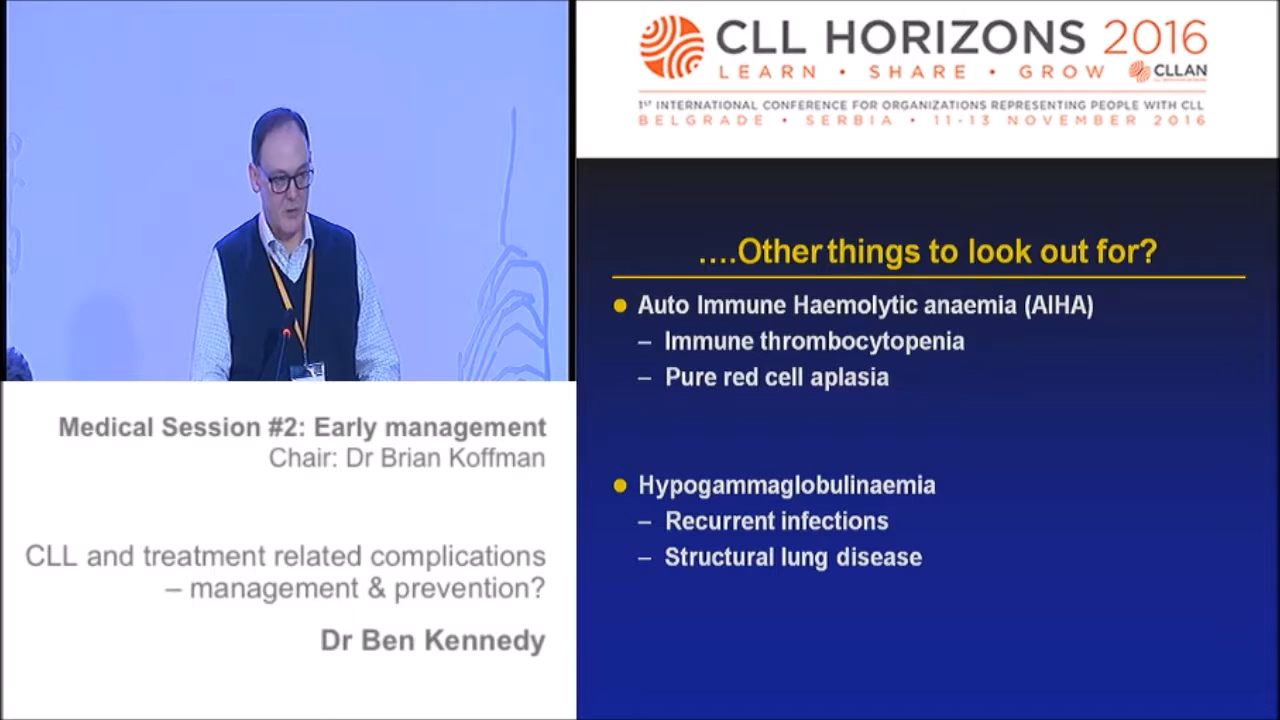 CLL HORIZONS 2016
LEARN • SHARE • GROW
CLLAN
1ST INTERNATIONAL CONFERENCE FOR ORGANIZATIONS REPRESENTING PEOPLE WITH CLL
BELGRADE • SERBIA • 11-13 NOVEMBER 2016
....Other things to look out for?
Auto Immune Haemolytic anaemia (AIHA)
– Immune thrombocytopenia
– Pure red cell aplasia
Hypogammaglobulinaemia
– Recurrent infections
– Structural lung disease
Medical Session #2: Early management
Chair: Dr Brian Koffman
CLL and treatment related complications
– management & prevention?
Dr Ben Kennedy